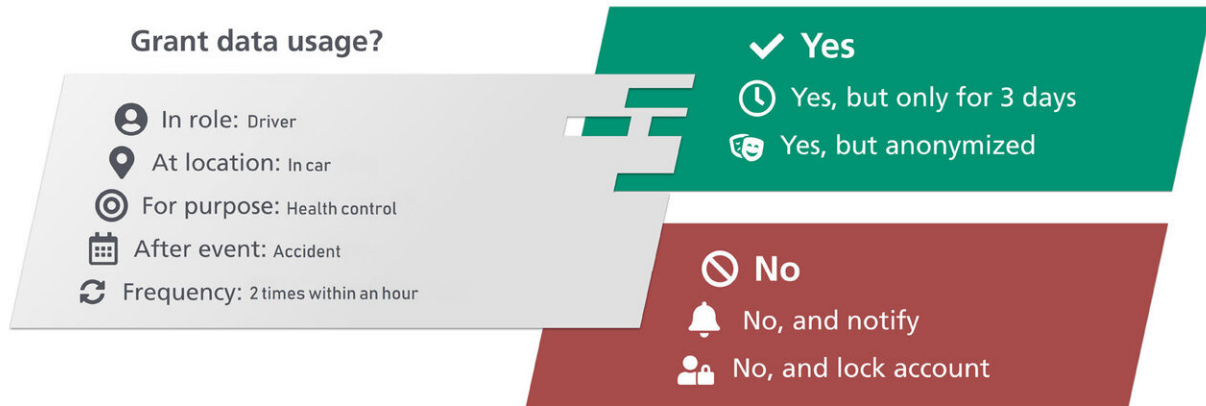 Grant data usage?
In role: Driver
At location: In car
For purpose: Health control
After event: Accident
Frequency: 2 times within an hour
Yes
Yes, but only for 3 days
Yes, but anonymized
No
No, and notify
No, and lock account